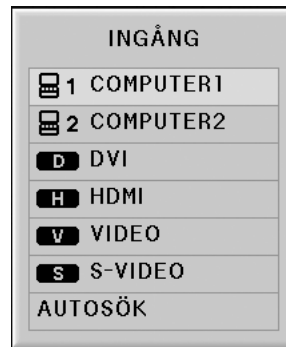 INGÅNG
1 COMPUTER1
2 COMPUTER2
D DVI
H HDMI
V VIDEO
S S-VIDEO
AUTOSÖK